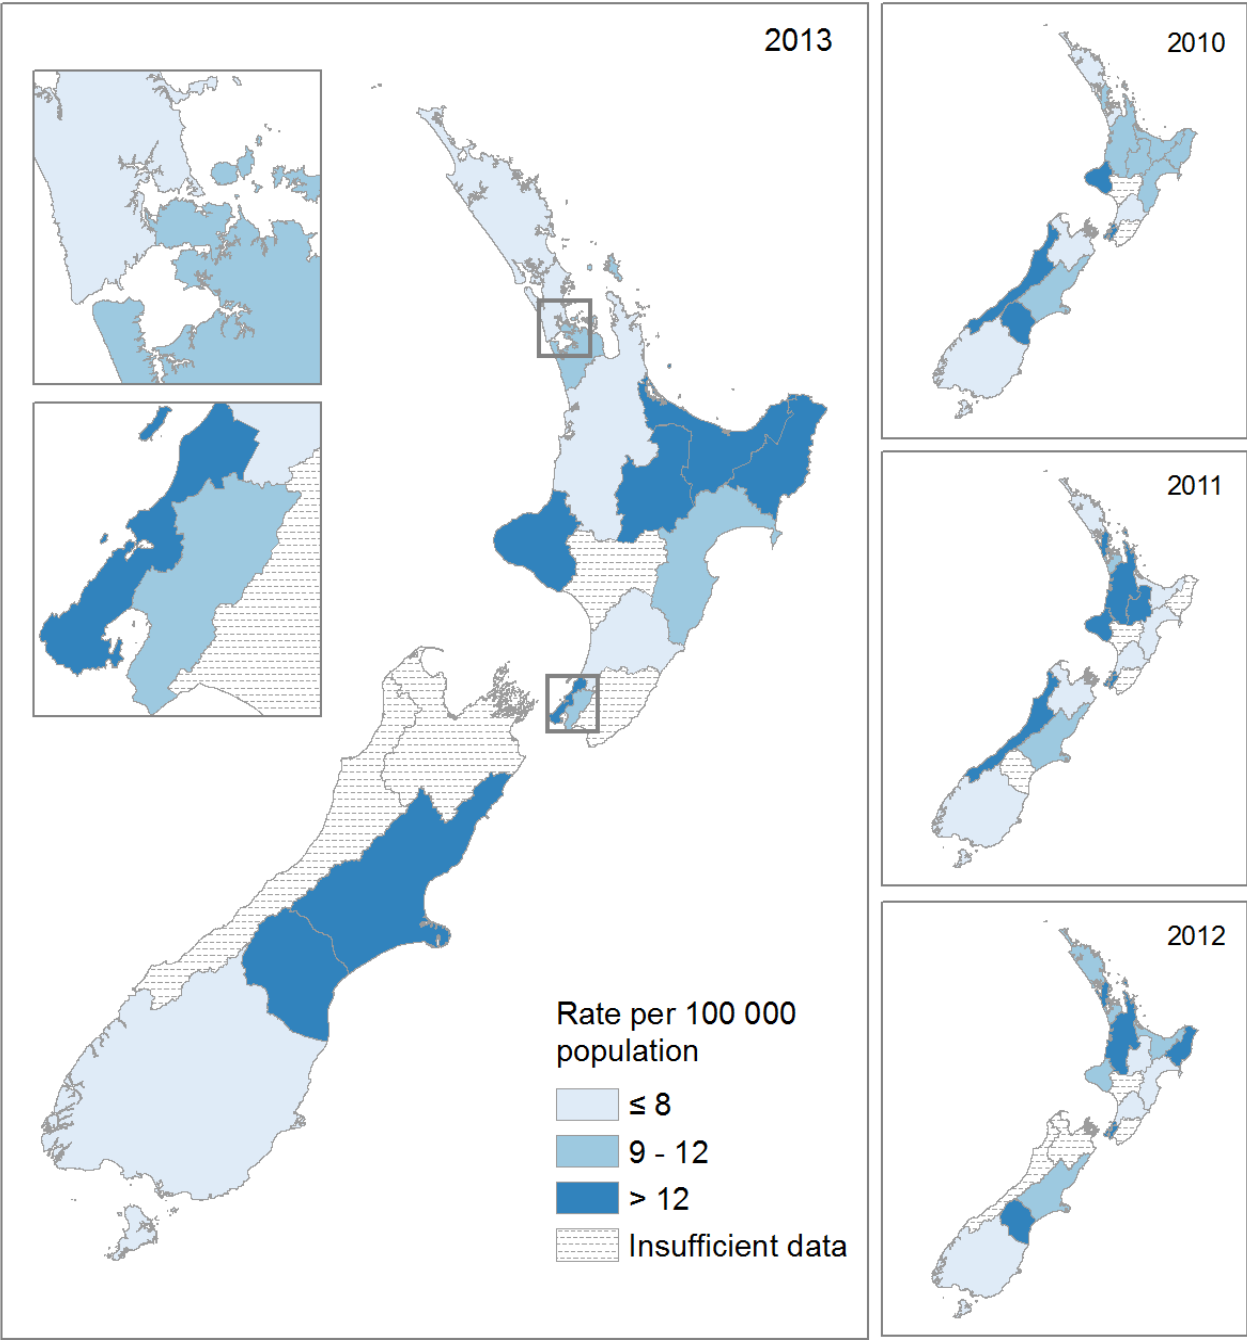 2013
Rate per 100 000
population
≤ 8
9 - 12
> 12
Insufficient data
2010
2011
2012